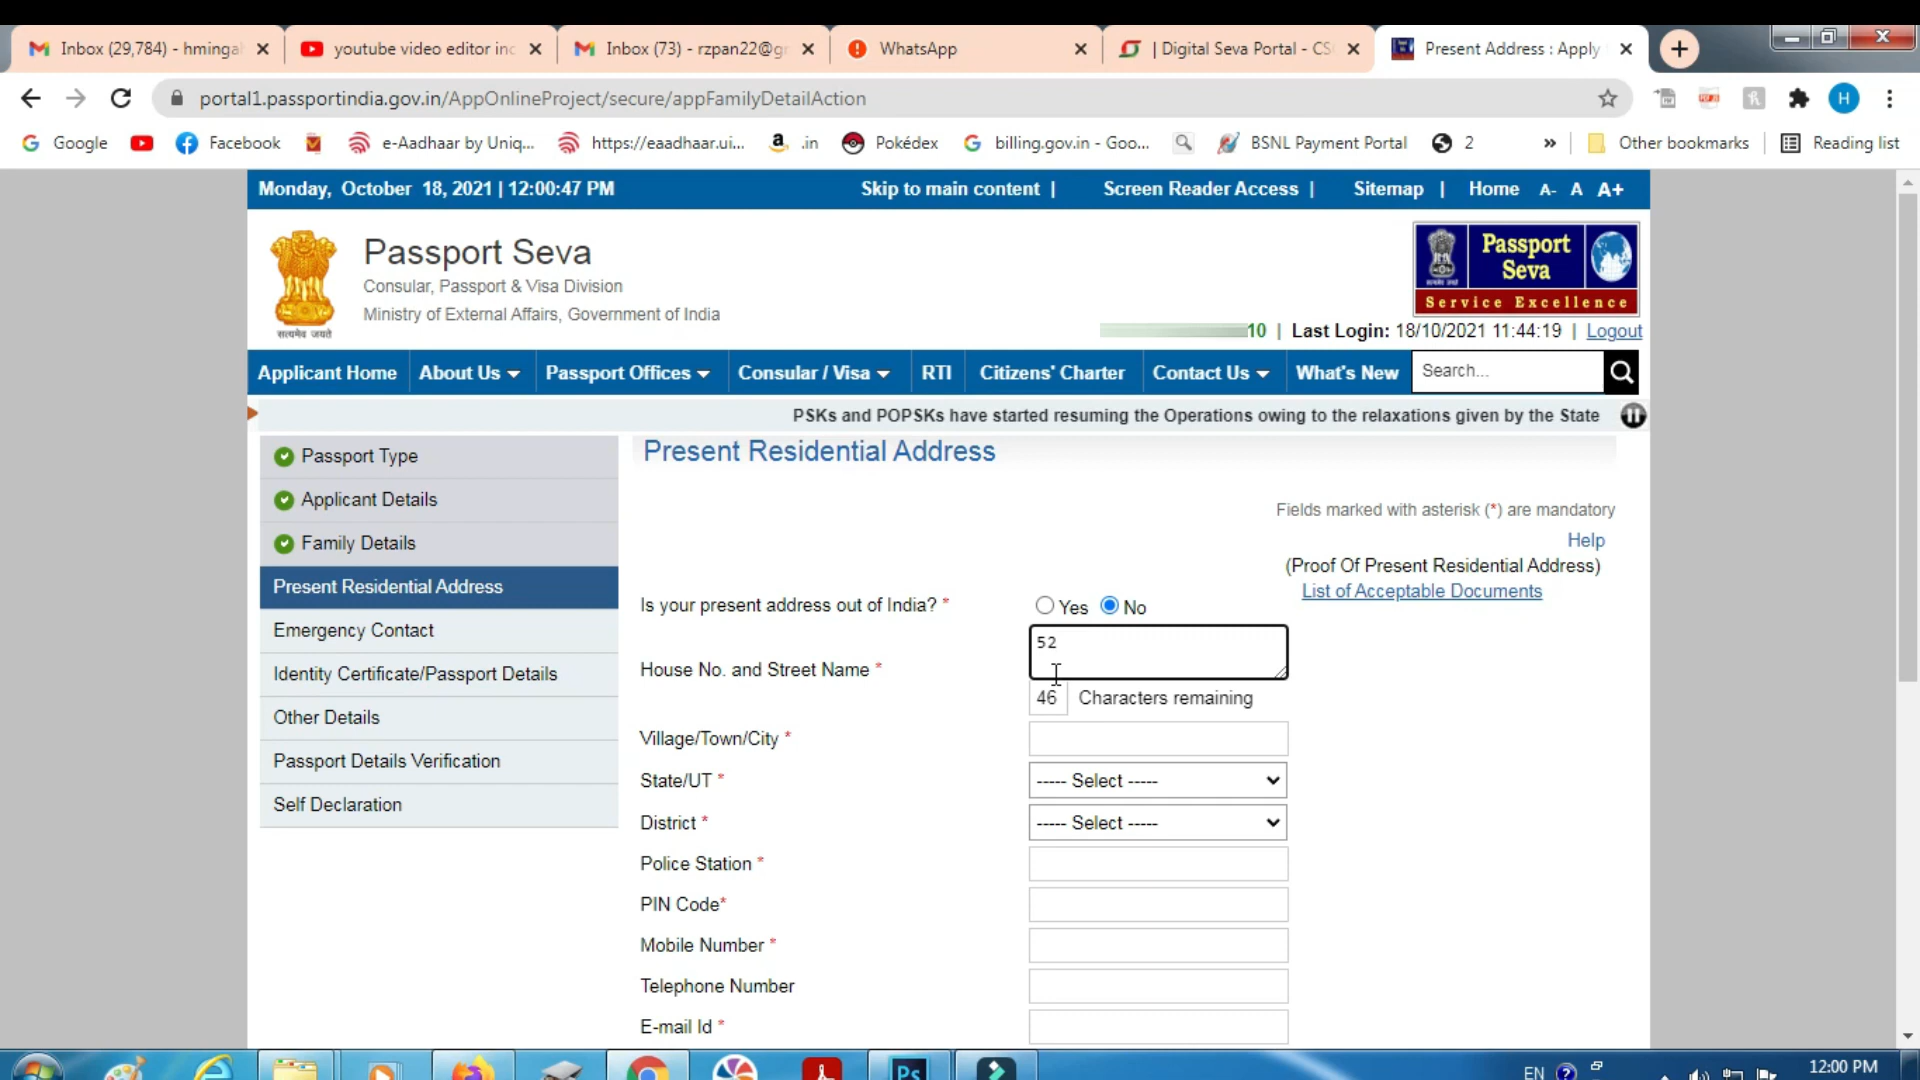 Inbox (29,784) - hminga
youtube video editor inc
Inbox (73) - rzpan22@g
WhatsApp
| Digital Seva Portal - CS
Present Address : Apply
portal1.passportindia.gov.in/AppOnlineProject/secure/appFamilyDetailAction
H
Google
Facebook
e-Aadhaar by Uniq...
https://eaadhaar.ui...
.in
Pokédex
billing.gov.in - Goo...
BSNL Payment Portal
2
»
Other bookmarks
Reading list
Monday, October 18, 2021 | 12:00:47 PM
Skip to main content |
Screen Reader Access |
Sitemap |
Home
A- A A+
Passport Seva
Consular, Passport & Visa Division
Ministry of External Affairs, Government of India
सत्यमेव जयते
Passport
Seva
Service Excellence
10 | Last Login: 18/10/2021 11:44:19 | Logout
Applicant Home
About Us
Passport Offices
Consular / Visa
RTI
Citizens' Charter
Contact Us
What's New
Search...
PSKs and POPSKs have started resuming the Operations owing to the relaxations given by the State
Passport Type
Applicant Details
Family Details
Present Residential Address
Emergency Contact
Identity Certificate/Passport Details
Other Details
Passport Details Verification
Self Declaration
Present Residential Address
Fields marked with asterisk (*) are mandatory
Help
(Proof Of Present Residential Address)
List of Acceptable Documents
Is your present address out of India? *
Yes No
House No. and Street Name *
52
46 Characters remaining
Village/Town/City *
State/UT *
----- Select -----
District *
----- Select -----
Police Station *
PIN Code*
Mobile Number *
Telephone Number
E-mail Id *
Ps
EN
12:00 PM